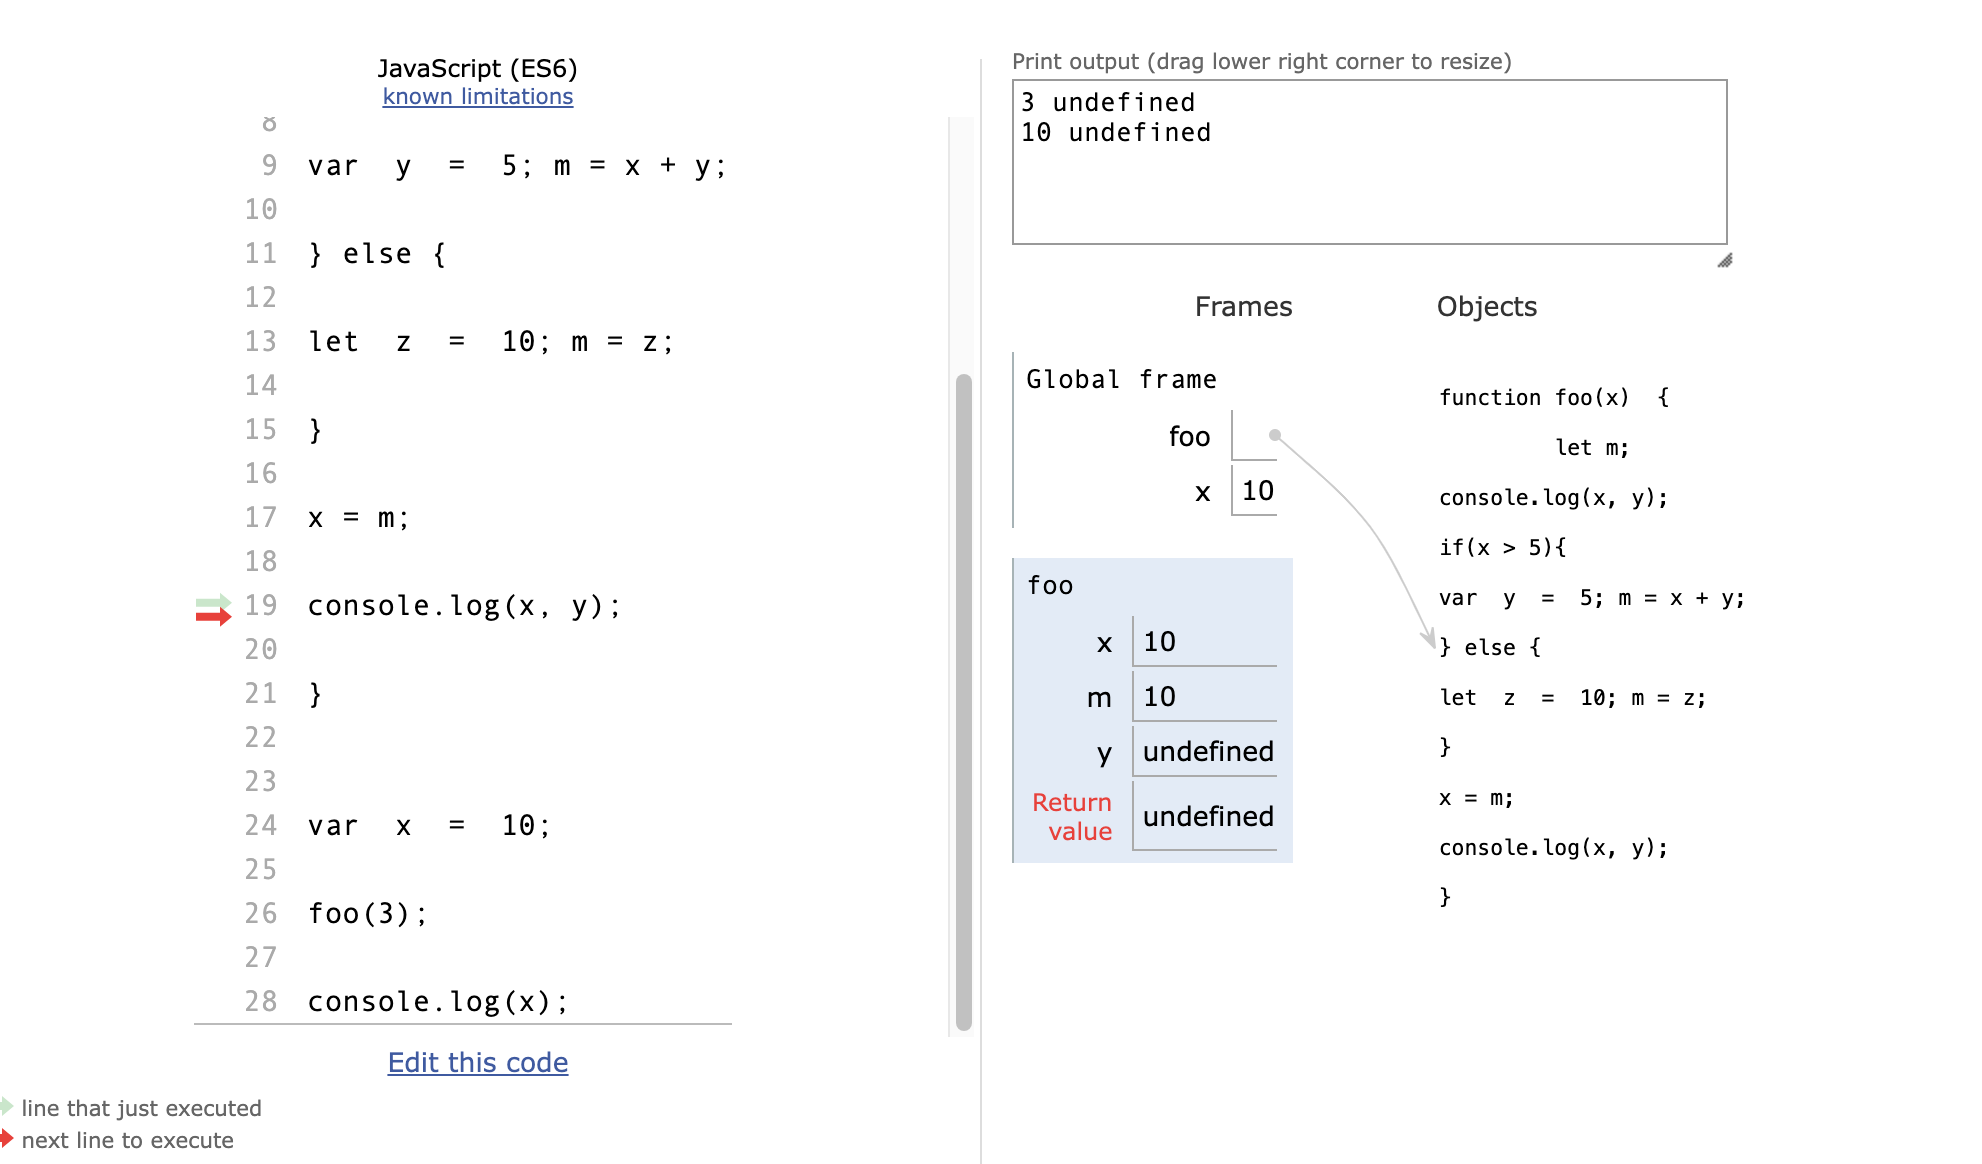 JavaScript (ES6)
known limitations
8
9 var  y  =  5; m = x + y;
10
11 } else {
12
13 let  z  =  10; m = z;
14
15 }
16
17 x = m;
18
19 console.log(x, y);
20
21 }
22
23
24 var  x  =  10;
25
26 foo(3);
27
28 console.log(x);
Edit this code
line that just executed
next line to execute
Print output (drag lower right corner to resize)
3 undefined
10 undefined
Frames
Objects
Global frame
foo
x 10
foo
x 10
m 10
y undefined
Return
value undefined
function foo(x)  {
let m;
console.log(x, y);
if(x > 5){
var  y  =  5; m = x + y;
} else {
let  z  =  10; m = z;
}
x = m;
console.log(x, y);
}